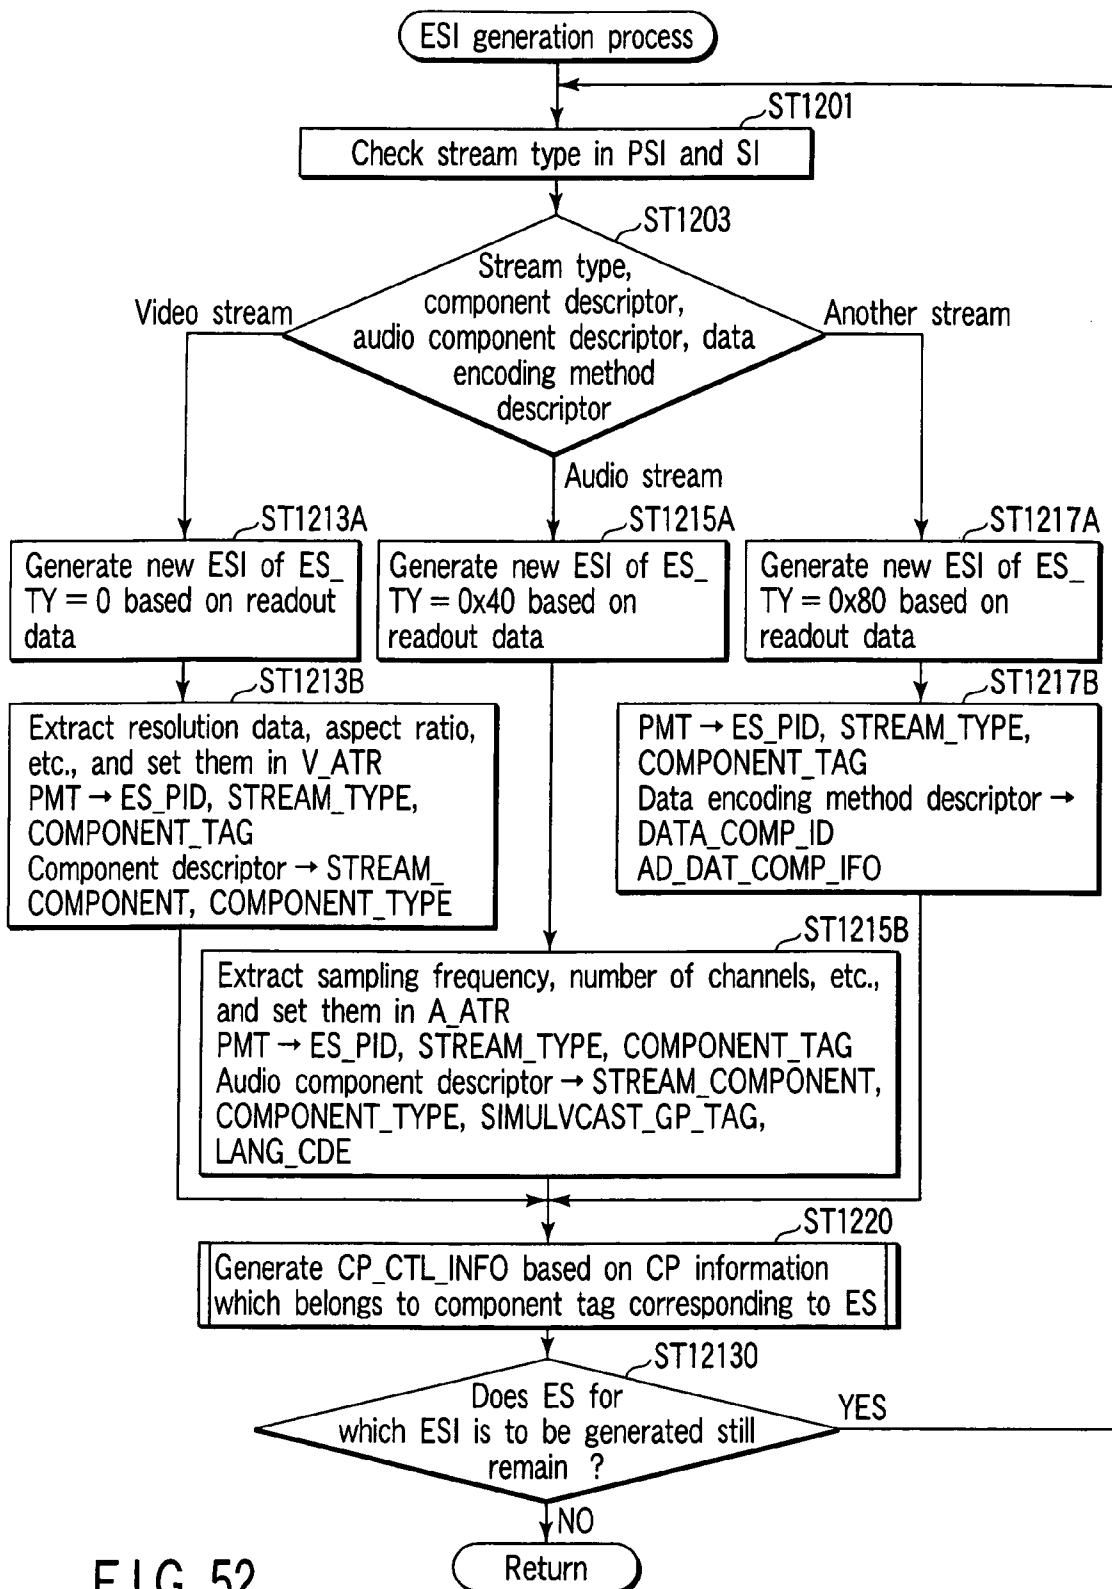 ESI generation process
ST1201
Check stream type in PSI and SI
ST1203
Stream type,
component descriptor,
audio component descriptor, data
encoding method
descriptor
Video stream
Another stream
Audio stream
ST1213A
Generate new ESI of ES_
TY = 0 based on readout
data
ST1215A
Generate new ESI of ES_
TY = 0x40 based on
readout data
ST1217A
Generate new ESI of ES_
TY = 0x80 based on
readout data
ST1213B
Extract resolution data, aspect ratio,
etc., and set them in V_ATR
PMT → ES_PID, STREAM_TYPE,
COMPONENT_TAG
Component descriptor → STREAM_
COMPONENT, COMPONENT_TYPE
ST1217B
PMT → ES_PID, STREAM_TYPE,
COMPONENT_TAG
Data encoding method descriptor →
DATA_COMP_ID
AD_DAT_COMP_IFO
ST1215B
Extract sampling frequency, number of channels, etc.,
and set them in A_ATR
PMT → ES_PID, STREAM_TYPE, COMPONENT_TAG
Audio component descriptor → STREAM_COMPONENT,
COMPONENT_TYPE, SIMULVCAST_GP_TAG,
LANG_CDE
ST1220
Generate CP_CTL_INFO based on CP information
which belongs to component tag corresponding to ES
ST12130
Does ES for
which ESI is to be generated still
remain ?
YES
NO
Return
FIG. 52